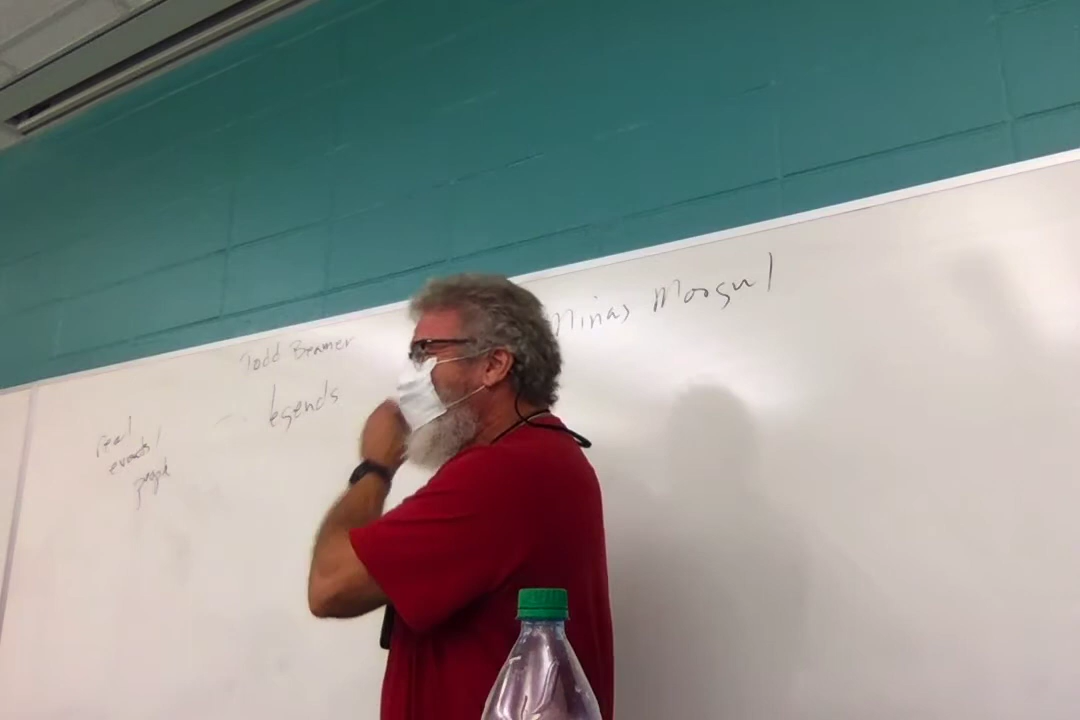 Todd Beamer
Minas Morgul
legends
real
events/
people